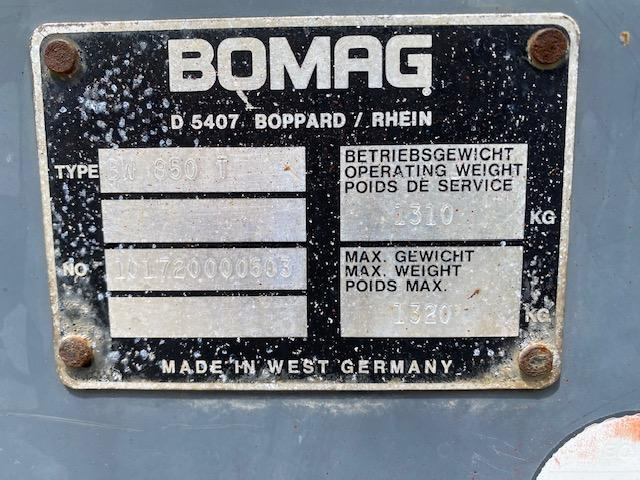 BOMAG
D 5407 BOPPARD / RHEIN
TYPE BW 850 T
BETRIEBSGEWICHT
OPERATING WEIGHT
POIDS DE SERVICE
1310 KG
NO 101720000503
MAX. GEWICHT
MAX. WEIGHT
POIDS MAX.
1320 KG
MADE IN WEST GERMANY